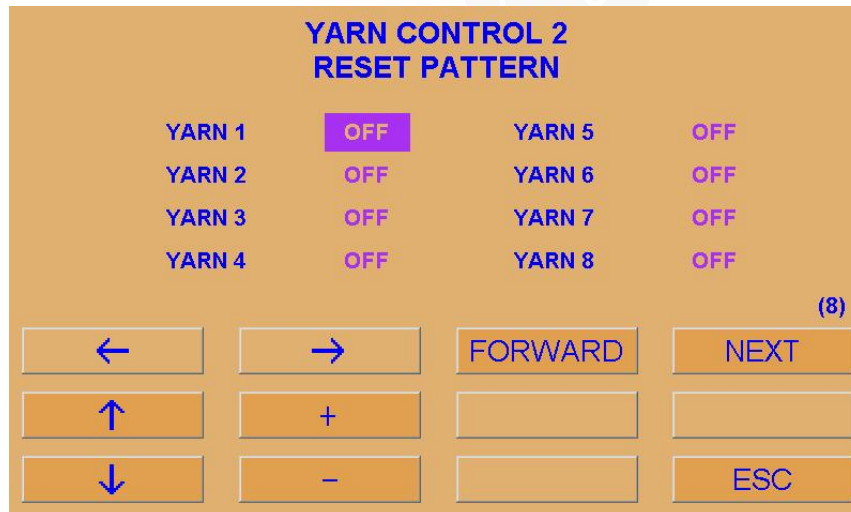 YARN CONTROL 2
RESET PATTERN
YARN 1 OFF YARN 5 OFF
YARN 2 OFF YARN 6 OFF
YARN 3 OFF YARN 7 OFF
YARN 4 OFF YARN 8 OFF
(8)
← → FORWARD NEXT
↑ +
↓ - ESC